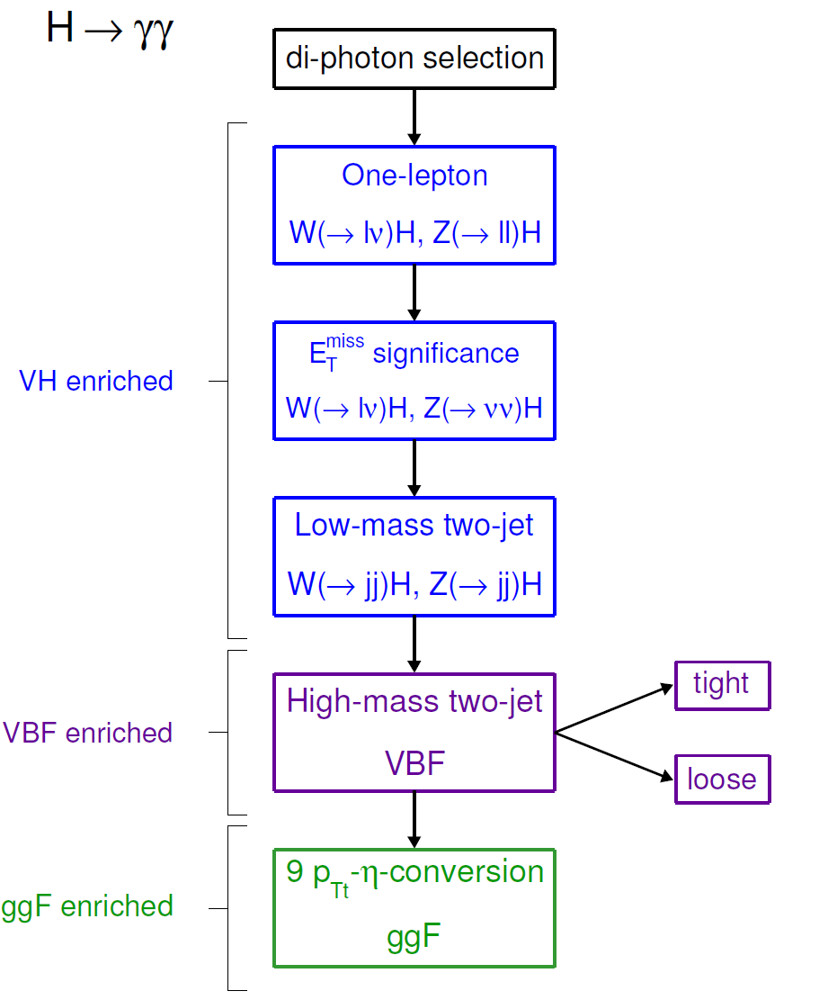 H → γγ
di-photon selection
One-lepton
W(→ lν)H, Z(→ ll)H
VH enriched
E_T^miss significance
W(→ lν)H, Z(→ νν)H
Low-mass two-jet
W(→ jj)H, Z(→ jj)H
VBF enriched
High-mass two-jet
VBF
tight
loose
ggF enriched
9 p_Tt-η-conversion
ggF